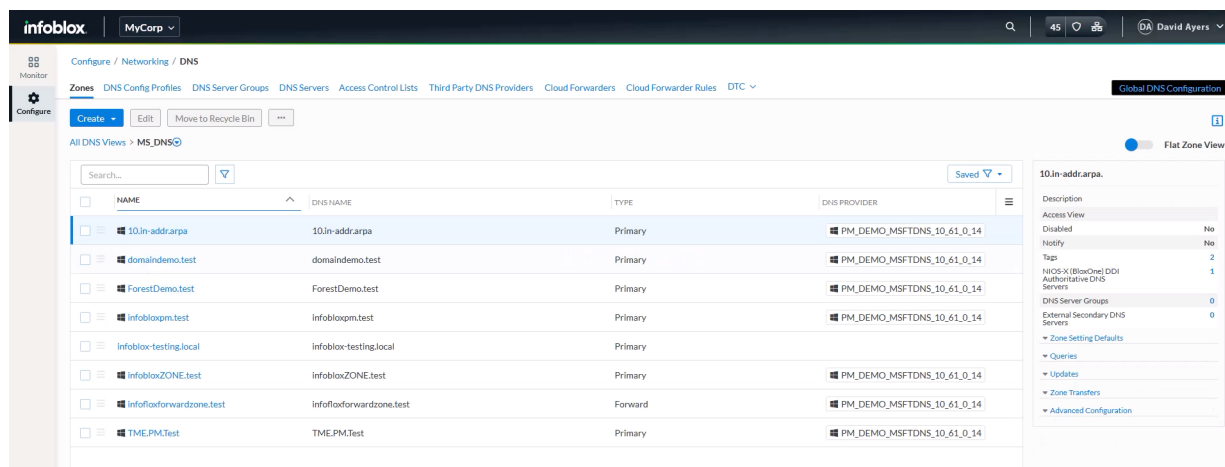 infoblox
MyCorp
45
DA
David Ayers
Monitor
Configure
Configure / Networking / DNS
Zones DNS Config Profiles DNS Server Groups DNS Servers Access Control Lists Third Party DNS Providers Cloud Forwarders Cloud Forwarder Rules DTC
Global DNS Configuration
Create Edit Move to Recycle Bin ...
All DNS Views > MS_DNS
Flat Zone View
Search...
Saved
NAME DNS NAME TYPE DNS PROVIDER
10.in-addr.arpa 10.in-addr.arpa Primary PM_DEMO_MSFTDNS_10_61_0_14
domaindemo.test domaindemo.test Primary PM_DEMO_MSFTDNS_10_61_0_14
ForestDemo.test ForestDemo.test Primary PM_DEMO_MSFTDNS_10_61_0_14
infobloxpm.test infobloxpm.test Primary PM_DEMO_MSFTDNS_10_61_0_14
infoblox-testing.local infoblox-testing.local Primary
infobloxZONE.test infobloxZONE.test Primary PM_DEMO_MSFTDNS_10_61_0_14
infofloxforwardzone.test infofloxforwardzone.test Forward PM_DEMO_MSFTDNS_10_61_0_14
TME.PM.Test TME.PM.Test Primary PM_DEMO_MSFTDNS_10_61_0_14
10.in-addr.arpa.
Description
Access View
Disabled No
Notify No
Tags 2
NIOS-X (BloxOne) DDI 1
Authoritative DNS
Servers
DNS Server Groups 0
External Secondary DNS 0
Servers
Zone Setting Defaults
Queries
Updates
Zone Transfers
Advanced Configuration